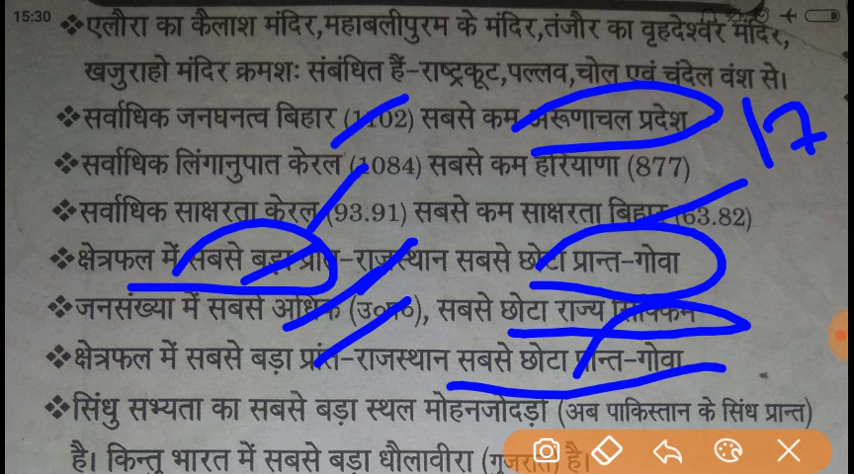 15:30
❖एलौरा का कैलाश मंदिर,महाबलीपुरम के मंदिर,तंजौर का वृहदेश्वर मंदिर,
खजुराहो मंदिर क्रमशः संबंधित हैं-राष्ट्रकूट,पल्लव,चोल एवं चंदेल वंश से।
❖सर्वाधिक जनघनत्व बिहार (1102) सबसे कम अरूणाचल प्रदेश
17
❖सर्वाधिक लिंगानुपात केरल (1084) सबसे कम हरियाणा (877)
❖सर्वाधिक साक्षरता केरल (93.91) सबसे कम साक्षरता बिहार (63.82)
❖क्षेत्रफल में सबसे बड़ा प्रांत-राजस्थान सबसे छोटा प्रान्त-गोवा
❖जनसंख्या में सबसे अधिक (उ०प्र०), सबसे छोटा राज्य सिक्किम
❖क्षेत्रफल में सबसे बड़ा प्रांत-राजस्थान सबसे छोटा प्रान्त-गोवा
❖सिंधु सभ्यता का सबसे बड़ा स्थल मोहनजोदड़ो (अब पाकिस्तान के सिंध प्रान्त)
है। किन्तु भारत में सबसे बड़ा धौलावीरा (गुजरात) है।